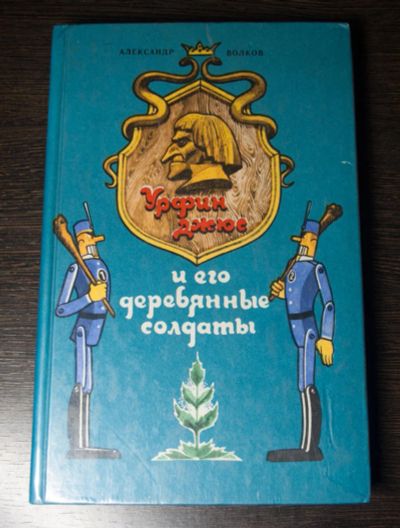 АЛЕКСАНДР ВОЛКОВ
Урфин
Джюс
и его
деревянные
солдаты